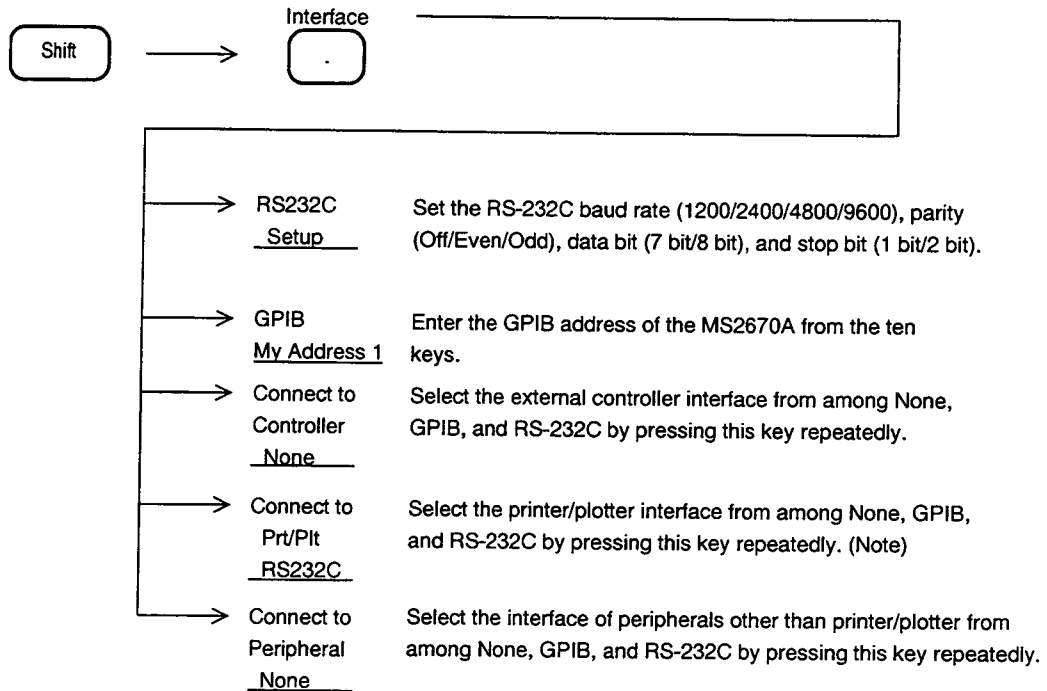 Interface
Shift
.
RS232C
Setup
Set the RS-232C baud rate (1200/2400/4800/9600), parity
(Off/Even/Odd), data bit (7 bit/8 bit), and stop bit (1 bit/2 bit).
GPIB
My Address 1
Enter the GPIB address of the MS2670A from the ten
keys.
Connect to
Controller
None
Select the external controller interface from among None,
GPIB, and RS-232C by pressing this key repeatedly.
Connect to
Prt/Plt
RS232C
Select the printer/plotter interface from among None, GPIB,
and RS-232C by pressing this key repeatedly. (Note)
Connect to
Peripheral
None
Select the interface of peripherals other than printer/plotter from
among None, GPIB, and RS-232C by pressing this key repeatedly.